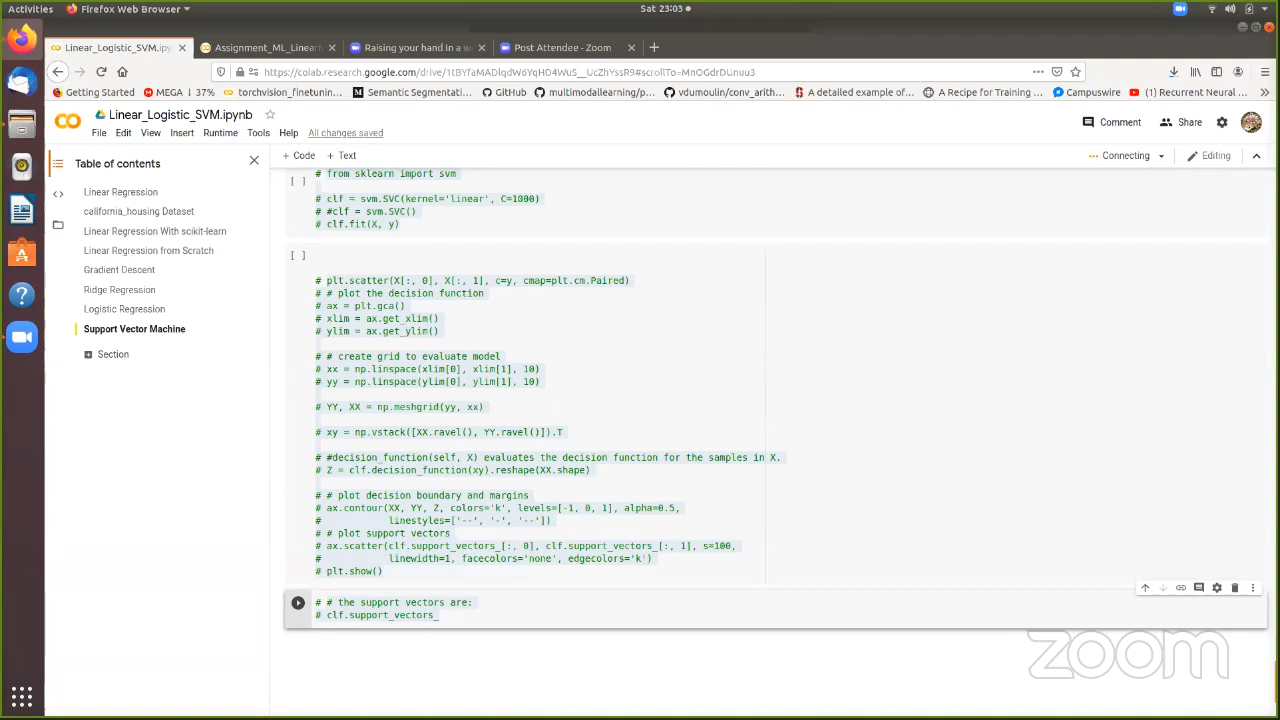 Activities
Firefox Web Browser
Sat 23:03
Linear_Logistic_SVM.ipy
Assignment_ML_LinearM
Raising your hand in a w
Post Attendee - Zoom
https://colab.research.google.com/drive/1tBYfaMADlqdW6YqHD4WuS__UcZhYssR9#scrollTo=MnOGdrDUnuu3
Getting Started
MEGA
37%
torchvision_finetunin...
Semantic Segmentati...
GitHub
multimodallearning/p...
vdumoulin/conv_arith...
A detailed example of...
A Recipe for Training ...
Campuswire
(1) Recurrent Neural ...
Linear_Logistic_SVM.ipynb
Comment
Share
File
Edit
View
Insert
Runtime
Tools
Help
All changes saved
Table of contents
+ Code
+ Text
Connecting
Editing
Linear Regression
california_housing Dataset
Linear Regression With scikit-learn
Linear Regression from Scratch
Gradient Descent
Ridge Regression
Logistic Regression
Support Vector Machine
Section
[ ]
# from sklearn import svm
# clf = svm.SVC(kernel='linear', C=1000)
# #clf = svm.SVC()
# clf.fit(X, y)
[ ]
# plt.scatter(X[:, 0], X[:, 1], c=y, cmap=plt.cm.Paired)
# # plot the decision function
# ax = plt.gca()
# xlim = ax.get_xlim()
# ylim = ax.get_ylim()
# # create grid to evaluate model
# xx = np.linspace(xlim[0], xlim[1], 10)
# yy = np.linspace(ylim[0], ylim[1], 10)
# YY, XX = np.meshgrid(yy, xx)
# xy = np.vstack([XX.ravel(), YY.ravel()]).T
# #decision_function(self, X) evaluates the decision function for the samples in X.
# Z = clf.decision_function(xy).reshape(XX.shape)
# # plot decision boundary and margins
# ax.contour(XX, YY, Z, colors='k', levels=[-1, 0, 1], alpha=0.5,
# linestyles=['--', '-', '--'])
# # plot support vectors
# ax.scatter(clf.support_vectors_[:, 0], clf.support_vectors_[:, 1], s=100,
# linewidth=1, facecolors='none', edgecolors='k')
# plt.show()
# # the support vectors are:
# clf.support_vectors_
zoom